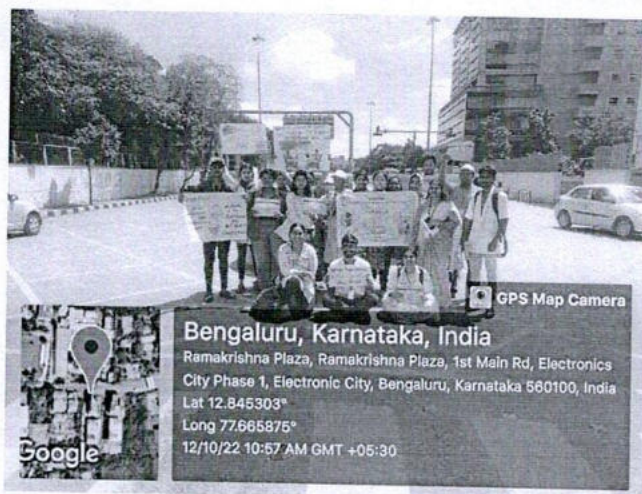 GPS Map Camera
Bengaluru, Karnataka, India
Ramakrishna Plaza, Ramakrishna Plaza, 1st Main Rd, Electronics
City Phase 1, Electronic City, Bengaluru, Karnataka 560100, India
Lat 12.845303°
Long 77.665875°
12/10/22 10:57 AM GMT +05:30
Google